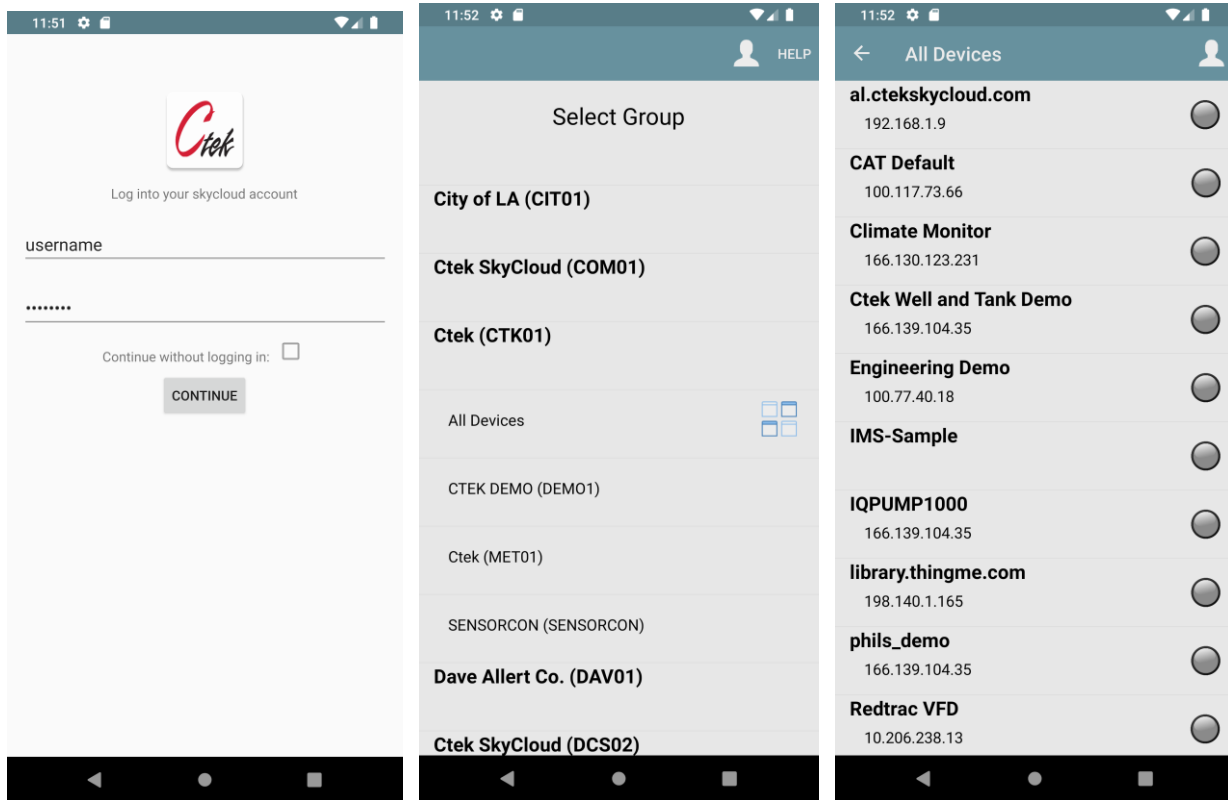 11:51
Ctek
Log into your skycloud account
username
••••••••
Continue without logging in:
CONTINUE
11:52
HELP
Select Group
City of LA (CIT01)
Ctek SkyCloud (COM01)
Ctek (CTK01)
All Devices
CTEK DEMO (DEMO1)
Ctek (MET01)
SENSORCON (SENSORCON)
Dave Allert Co. (DAV01)
Ctek SkyCloud (DCS02)
11:52
All Devices
al.ctekskycloud.com
192.168.1.9
CAT Default
100.117.73.66
Climate Monitor
166.130.123.231
Ctek Well and Tank Demo
166.139.104.35
Engineering Demo
100.77.40.18
IMS-Sample
IQPUMP1000
166.139.104.35
library.thingme.com
198.140.1.165
phils_demo
166.139.104.35
Redtrac VFD
10.206.238.13